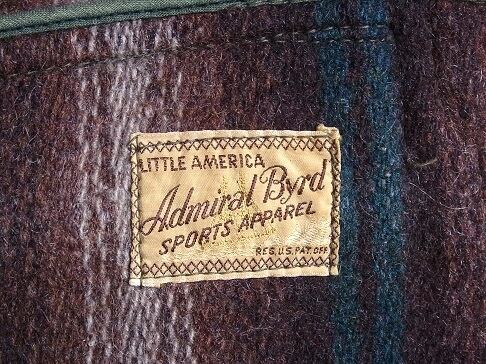 LITTLE AMERICA
Admiral Byrd
SPORTS APPAREL
REG.U.S.PAT.OFF.